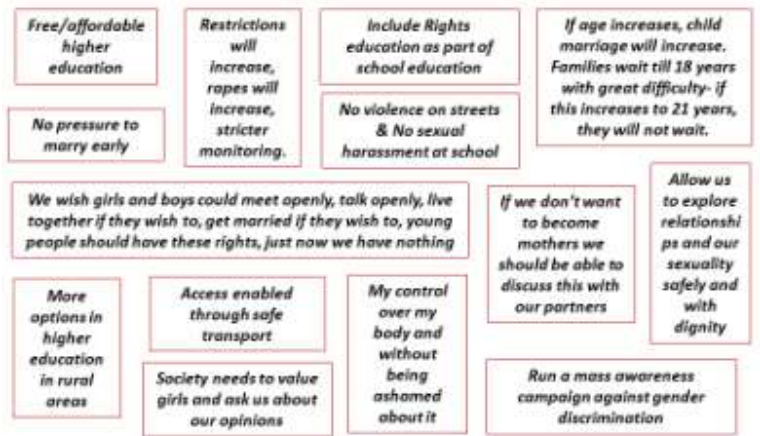 Free/affordable
higher
education
Restrictions
will
increase,
rapes will
increase,
stricter
monitoring.
Include Rights
education as part of
school education
If age increases, child
marriage will increase.
Families wait till 18 years
with great difficulty- if
this increases to 21 years,
they will not wait.
No pressure to
marry early
No violence on streets
& No sexual
harassment at school
We wish girls and boys could meet openly, talk openly, live
together if they wish to, get married if they wish to, young
people should have these rights, just now we have nothing
If we don't want
to become
mothers we
should be able to
discuss this with
our partners
Allow us
to explore
relationshi
ps and our
sexuality
safely and
with
dignity
More
options in
higher
education
in rural
areas
Access enabled
through safe
transport
My control
over my
body and
without
being
ashamed
about it
Society needs to value
girls and ask us about
our opinions
Run a mass awareness
campaign against gender
discrimination